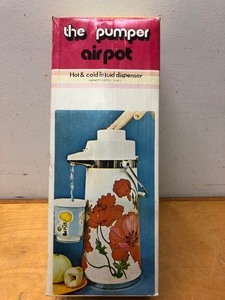 the pumper
airpot
Hot & cold liquid dispenser